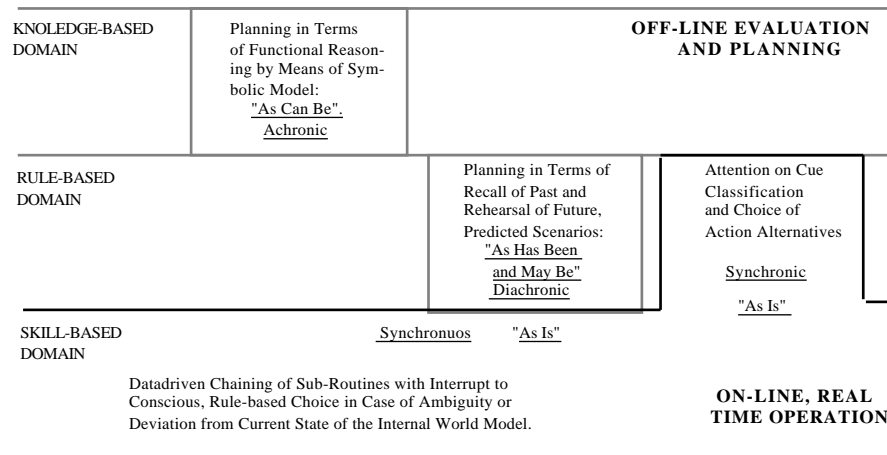 KNOLEDGE-BASED
DOMAIN
Planning in Terms
of Functional Reason-
ing by Means of Sym-
bolic Model:
"As Can Be".
Achronic
OFF-LINE EVALUATION
AND PLANNING
RULE-BASED
DOMAIN
Planning in Terms of
Recall of Past and
Rehearsal of Future,
Predicted Scenarios:
"As Has Been
and May Be"
Diachronic
Attention on Cue
Classification
and Choice of
Action Alternatives
Synchronic
"As Is"
SKILL-BASED
DOMAIN
Synchronuos "As Is"
Datadriven Chaining of Sub-Routines with Interrupt to
Conscious, Rule-based Choice in Case of Ambiguity or
Deviation from Current State of the Internal World Model.
ON-LINE, REAL
TIME OPERATION